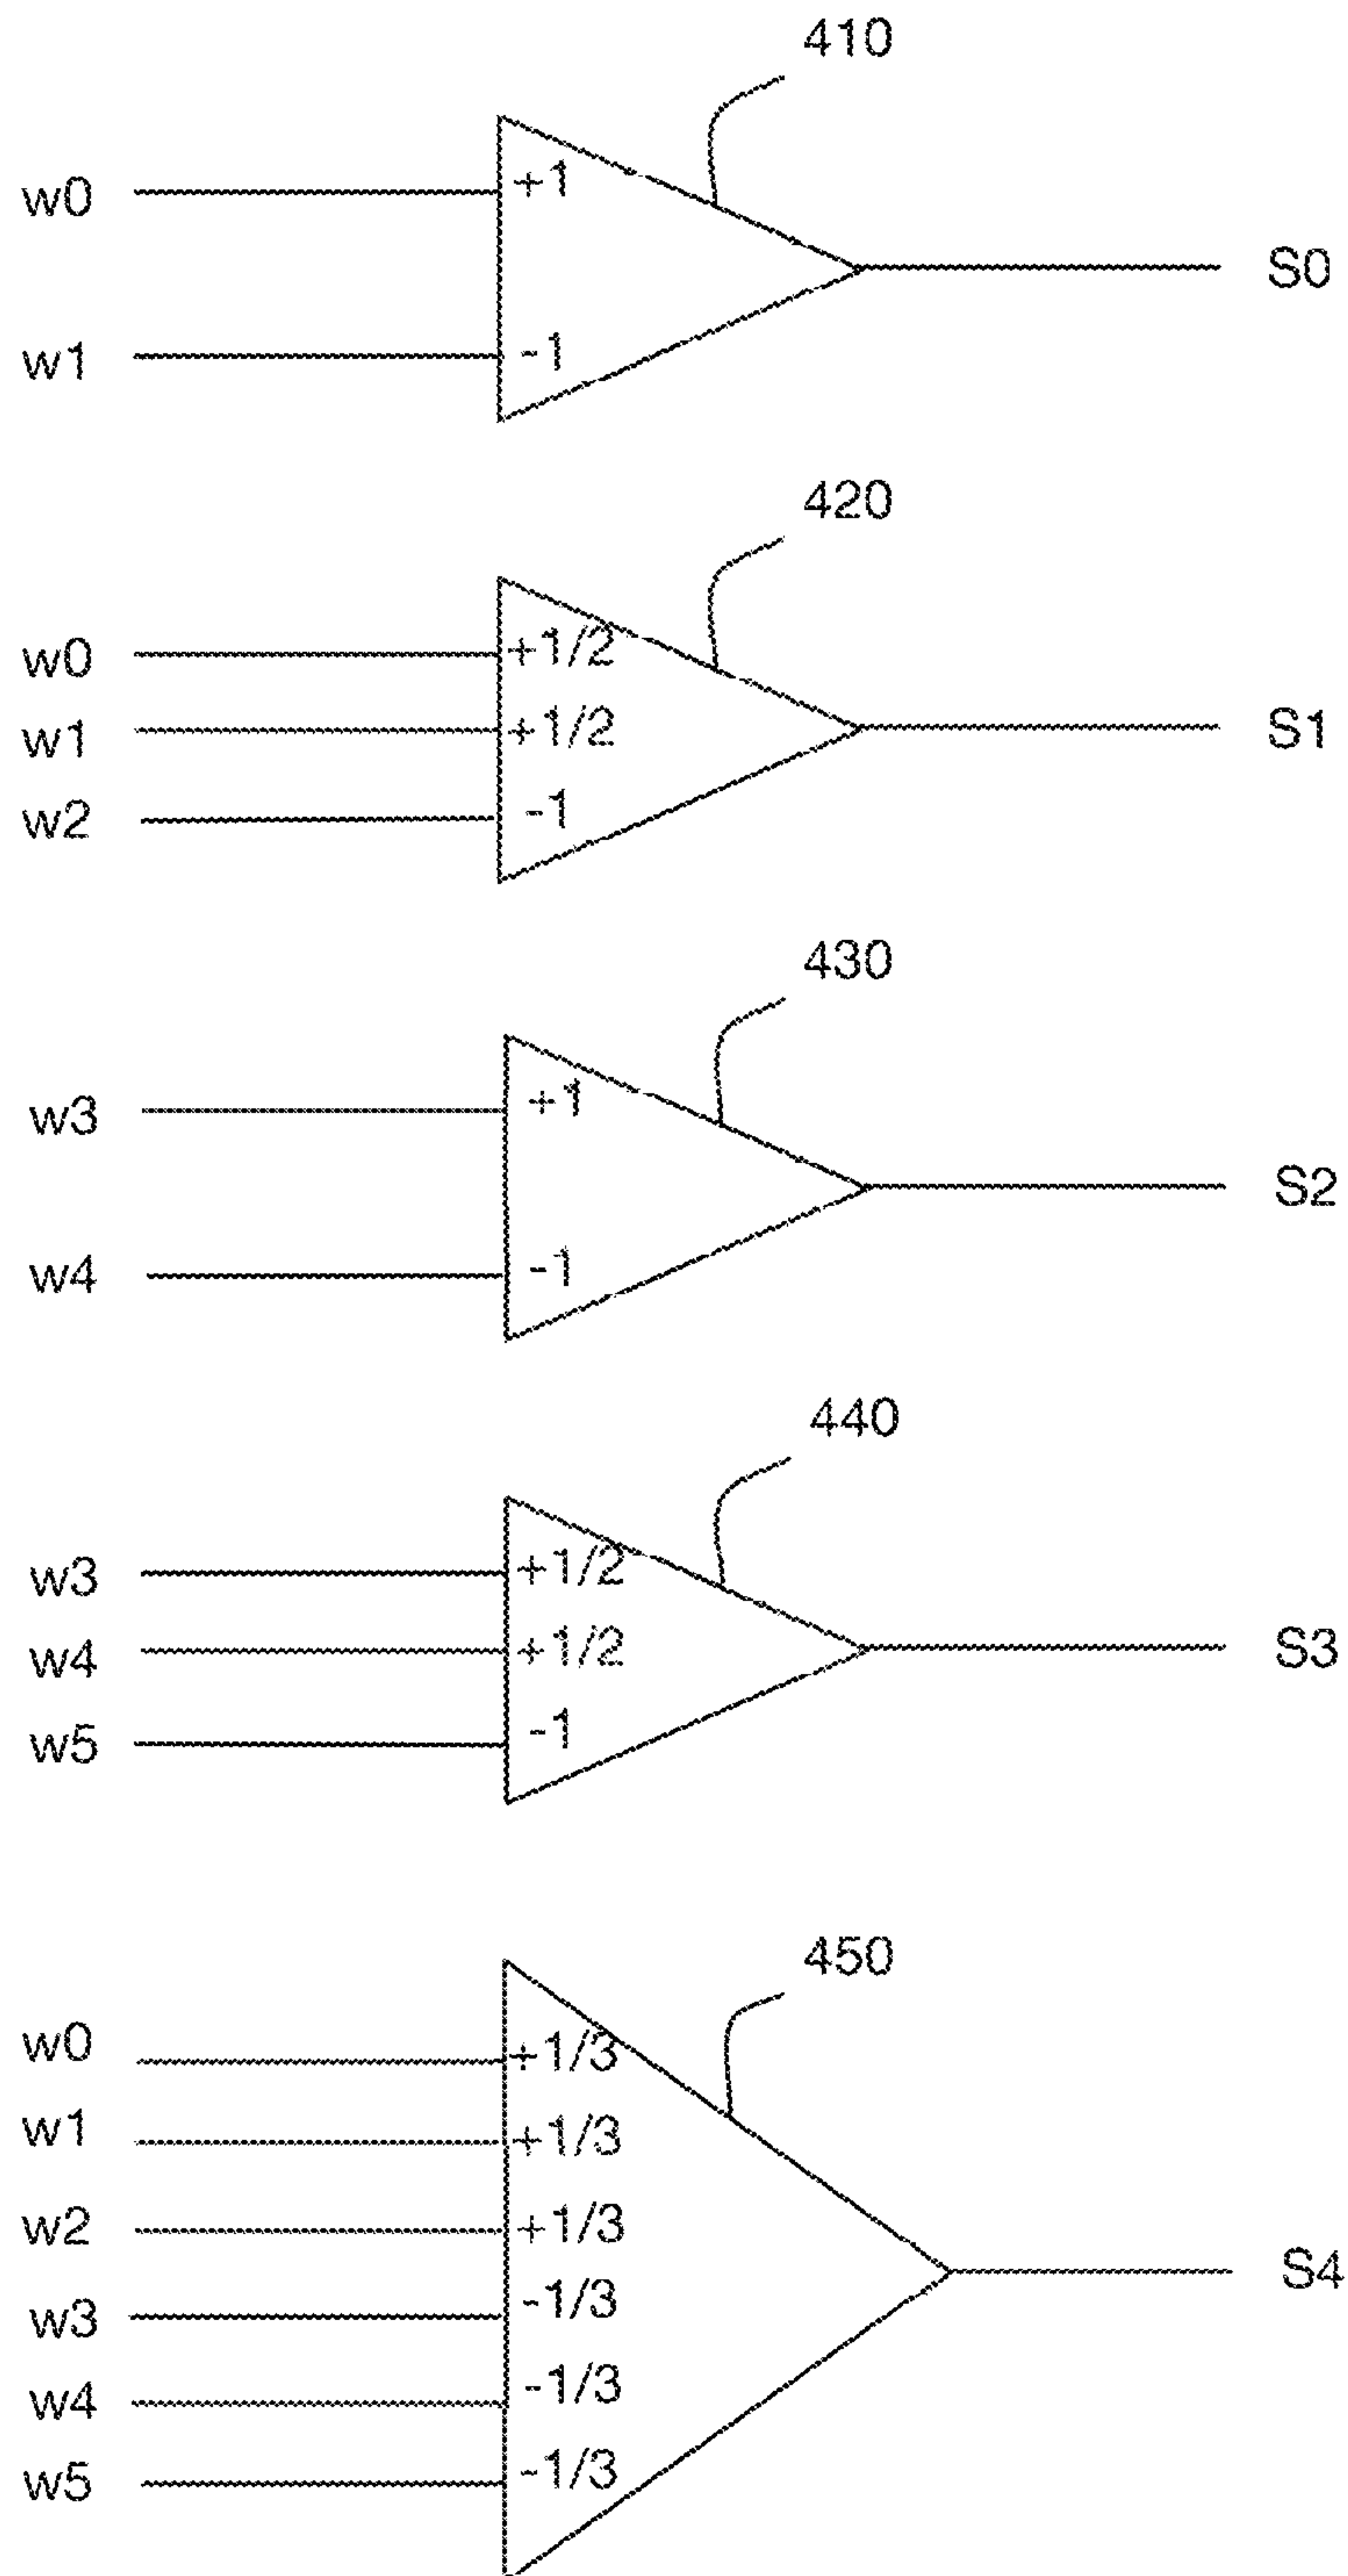 410
w0 +1
S0
w1 -1
420
w0 +1/2
w1 +1/2 S1
w2 -1
430
w3 +1
S2
w4 -1
440
w3 +1/2
w4 +1/2 S3
w5 -1
450
w0 +1/3
w1 +1/3
w2 +1/3
S4
w3 -1/3
w4 -1/3
w5 -1/3